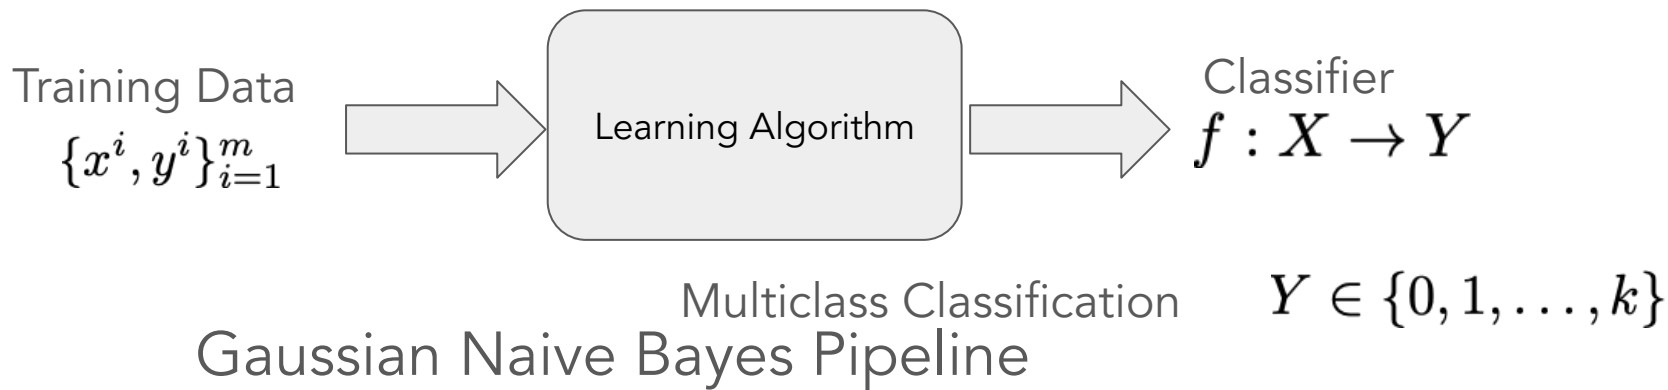 Training Data
{x^i, y^i}_{i=1}^m
Learning Algorithm
Classifier
f : X → Y
Multiclass Classification
Y ∈ {0, 1, . . . , k}
Gaussian Naive Bayes Pipeline